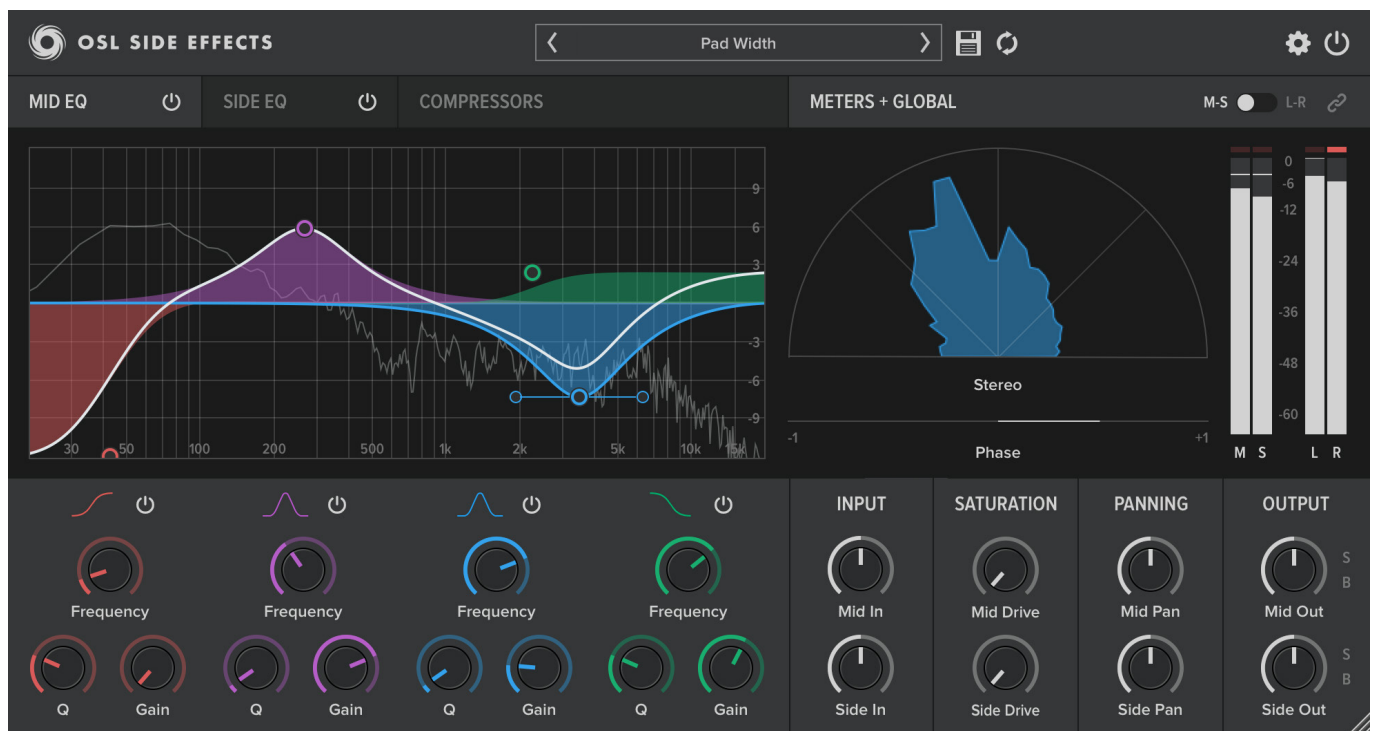 OSL SIDE EFFECTS
Pad Width
MID EQ
SIDE EQ
COMPRESSORS
METERS + GLOBAL
M-S
L-R
9
6
3
-3
-6
-9
30
50
100
200
500
1k
2k
5k
10k
15k
Stereo
-1
+1
Phase
0
-6
-12
-24
-36
-48
-60
M S
L R
Frequency
Frequency
Frequency
Frequency
Q
Gain
Q
Gain
Q
Gain
Q
Gain
INPUT
SATURATION
PANNING
OUTPUT
Mid In
Mid Drive
Mid Pan
Mid Out
S
B
Side In
Side Drive
Side Pan
Side Out
S
B